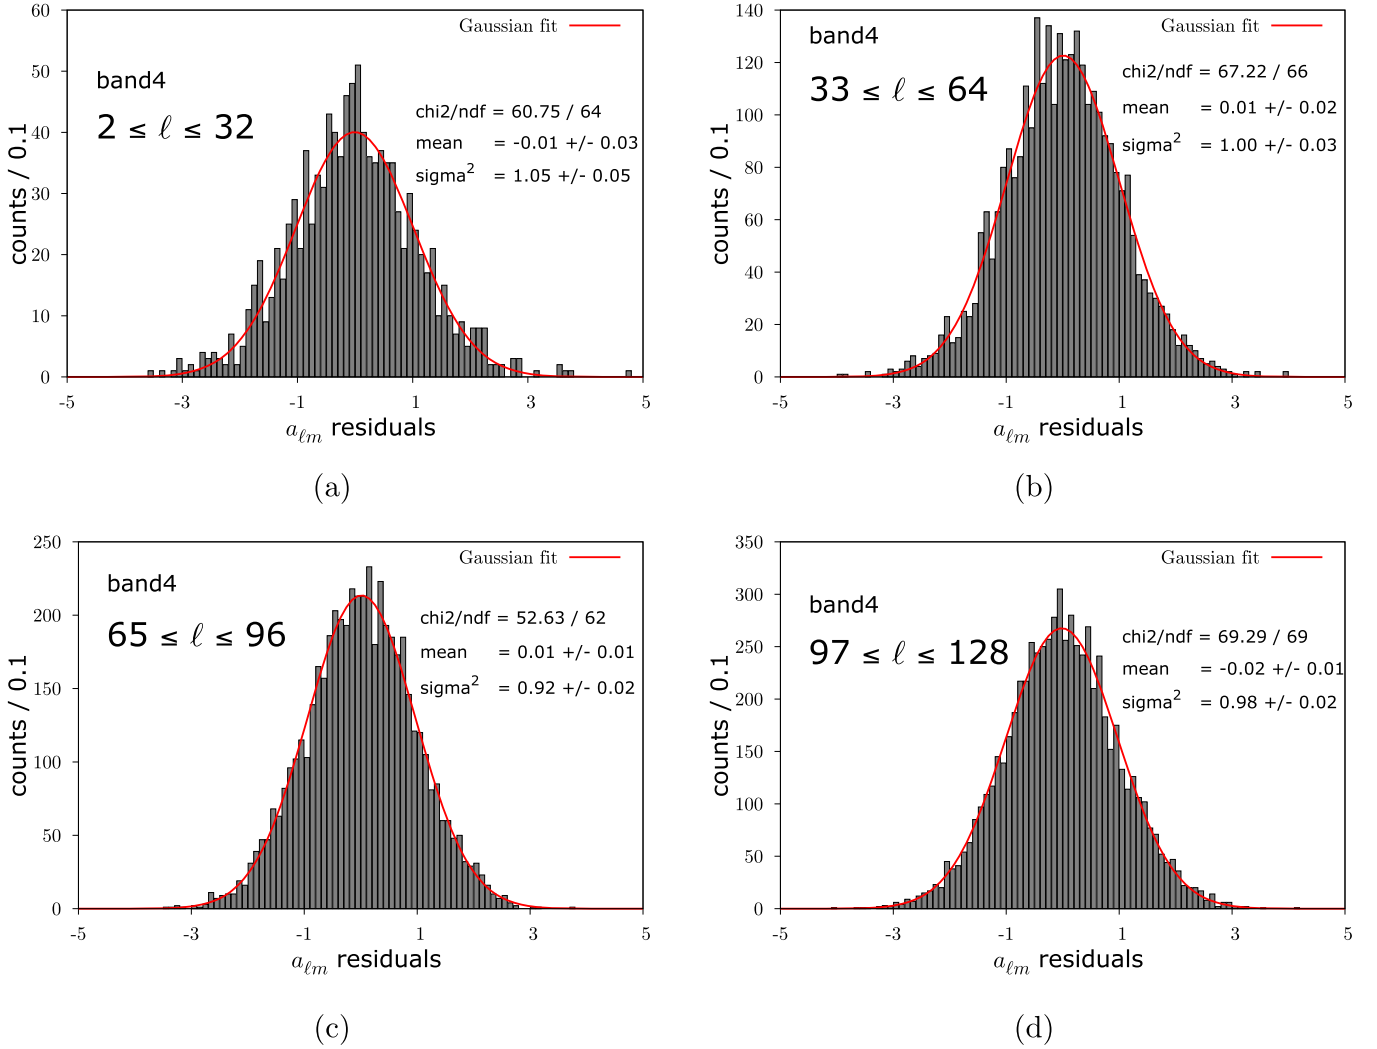 60
50
40
30
20
10
0
counts / 0.1
Gaussian fit
band4
2 ≤ ℓ ≤ 32
chi2/ndf = 60.75 / 64
mean = -0.01 +/- 0.03
sigma² = 1.05 +/- 0.05
-5 -3 -1 1 3 5
aℓm residuals
(a)
140
120
100
80
60
40
20
0
counts / 0.1
Gaussian fit
band4
33 ≤ ℓ ≤ 64
chi2/ndf = 67.22 / 66
mean = 0.01 +/- 0.02
sigma² = 1.00 +/- 0.03
-5 -3 -1 1 3 5
aℓm residuals
(b)
250
200
150
100
50
0
counts / 0.1
Gaussian fit
band4
65 ≤ ℓ ≤ 96
chi2/ndf = 52.63 / 62
mean = 0.01 +/- 0.01
sigma² = 0.92 +/- 0.02
-5 -3 -1 1 3 5
aℓm residuals
(c)
350
300
250
200
150
100
50
0
counts / 0.1
Gaussian fit
band4
97 ≤ ℓ ≤ 128
chi2/ndf = 69.29 / 69
mean = -0.02 +/- 0.01
sigma² = 0.98 +/- 0.02
-5 -3 -1 1 3 5
aℓm residuals
(d)